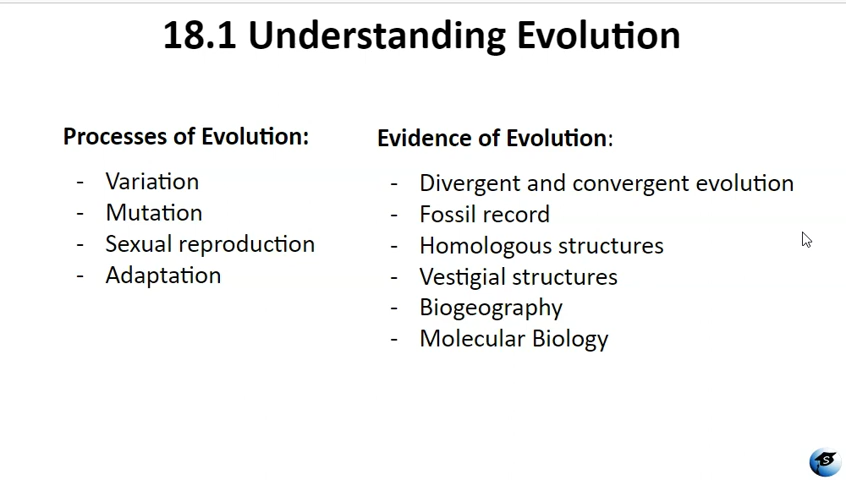 18.1 Understanding Evolution
Processes of Evolution:
- Variation
- Mutation
- Sexual reproduction
- Adaptation
Evidence of Evolution:
- Divergent and convergent evolution
- Fossil record
- Homologous structures
- Vestigial structures
- Biogeography
- Molecular Biology
S